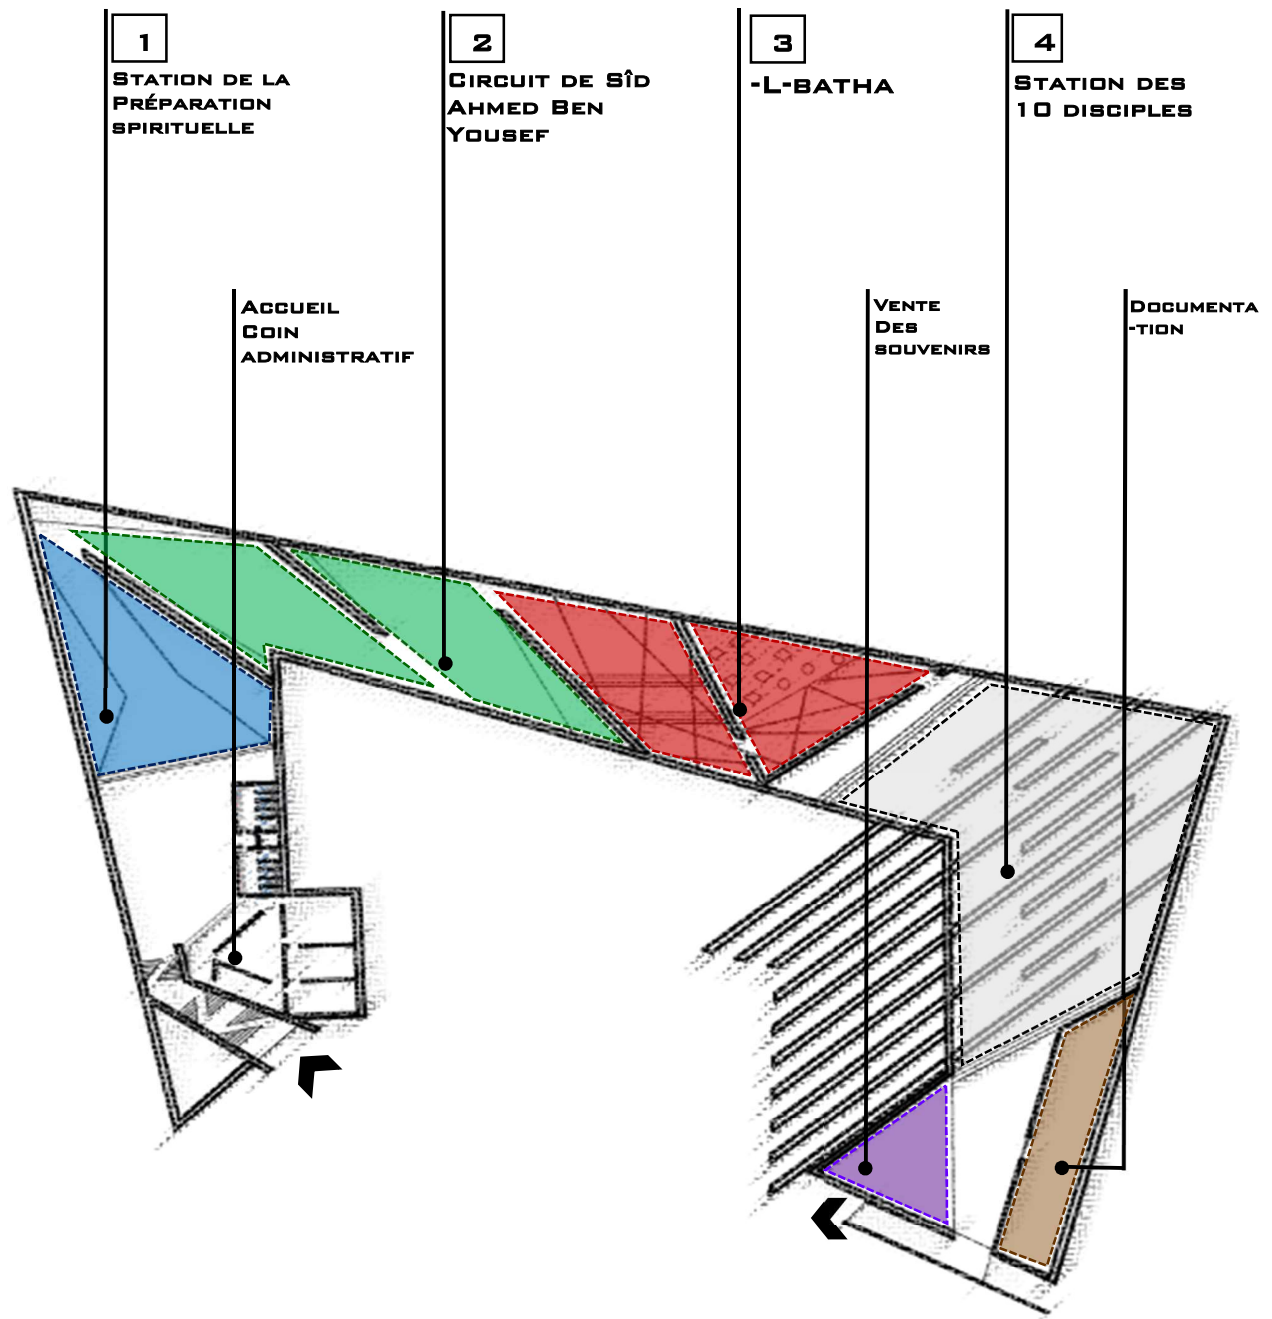 1
Station de la
Préparation
spirituelle
2
Circuit de Sîd
Ahmed Ben
Yousef
3
-L-batha
4
Station des
10 disciples
Accueil
Coin
administratif
Vente
Des
souvenirs
Documenta
-tion